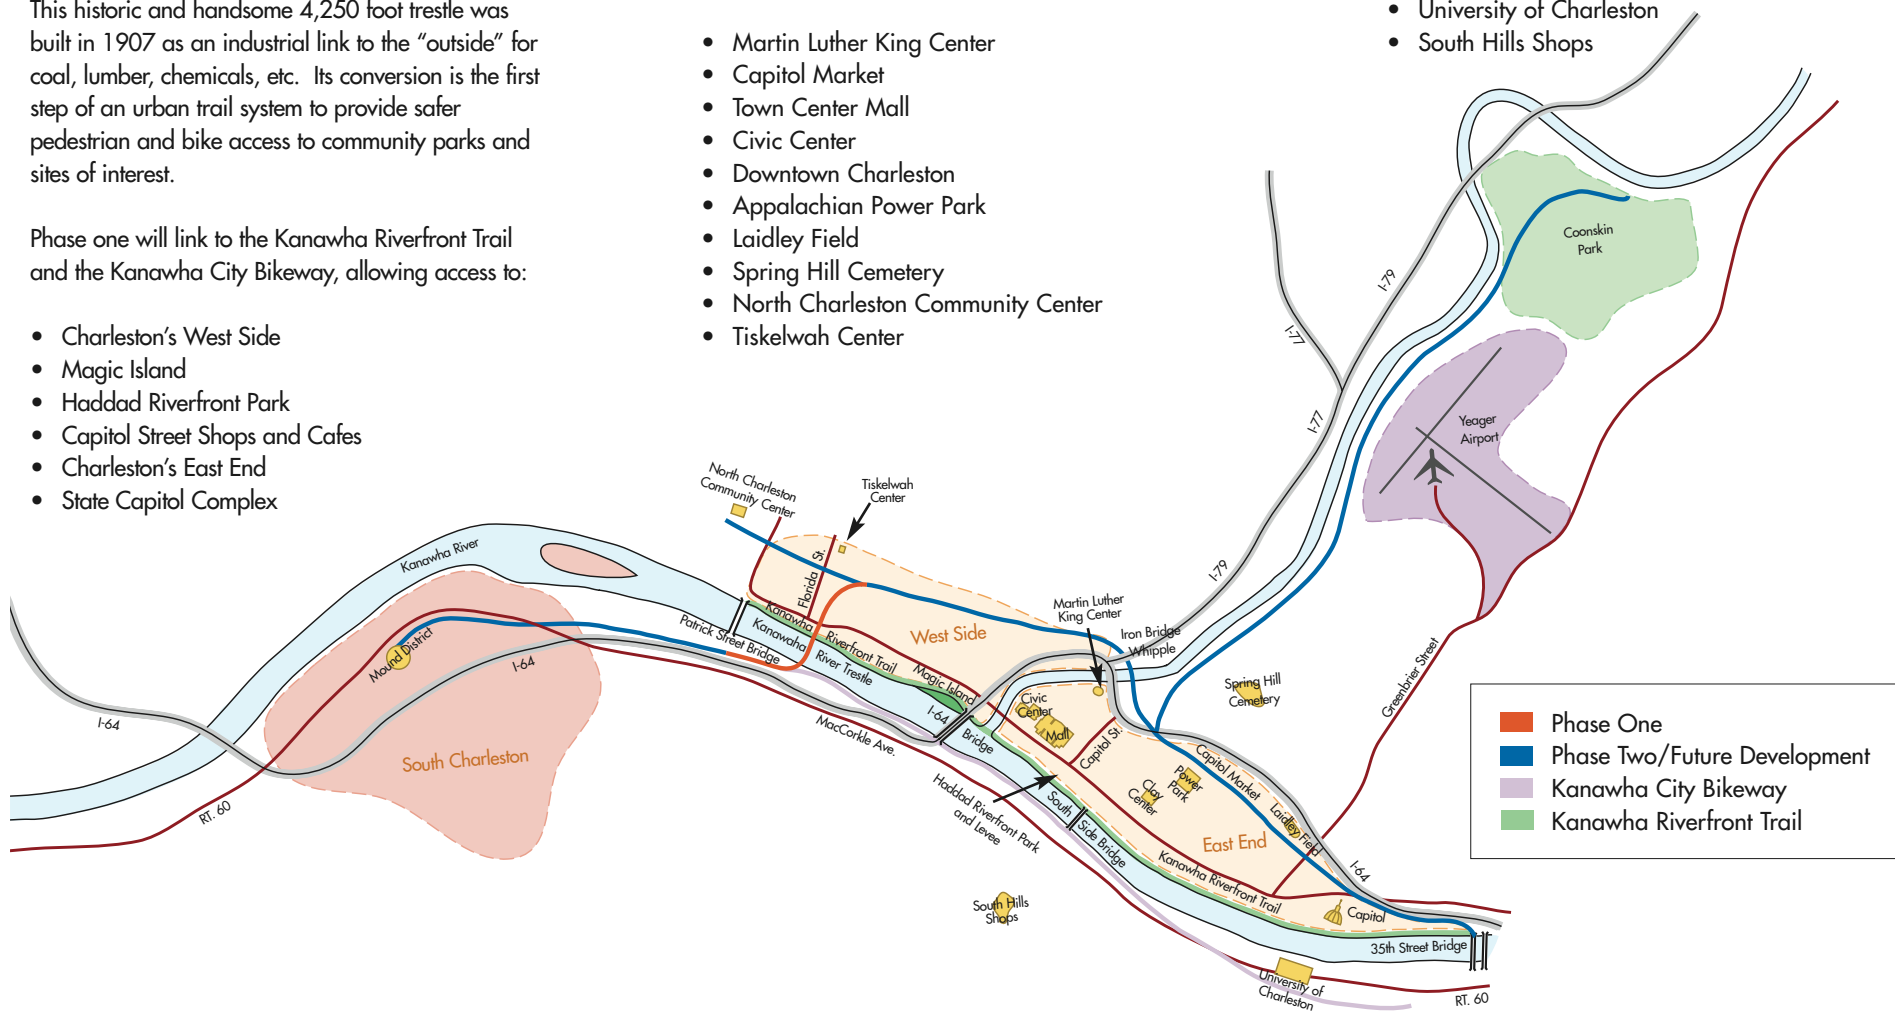 This historic and handsome 4,250 foot trestle was
built in 1907 as an industrial link to the “outside” for
coal, lumber, chemicals, etc.  Its conversion is the first
step of an urban trail system to provide safer
pedestrian and bike access to community parks and
sites of interest.
Phase one will link to the Kanawha Riverfront Trail
and the Kanawha City Bikeway, allowing access to:
• Charleston’s West Side
• Magic Island
• Haddad Riverfront Park
• Capitol Street Shops and Cafes
• Charleston’s East End
• State Capitol Complex
• Martin Luther King Center
• Capitol Market
• Town Center Mall
• Civic Center
• Downtown Charleston
• Appalachian Power Park
• Laidley Field
• Spring Hill Cemetery
• North Charleston Community Center
• Tiskelwah Center
• University of Charleston
• South Hills Shops
Coonskin
Park
I-79
I-77
I-77
Yeager
Airport
North Charleston
Community Center
Tiskelwah
Center
Kanawha River
Florida St.
I-79
Martin Luther
King Center
Iron Bridge
Whipple
West Side
Kanawha Riverfront Trail
Kanawaha River Trestle
Patrick Street Bridge
Mound District
I-64
Magic Island
I-64
Bridge
Civic
Center
Mall
Capitol St.
Spring Hill
Cemetery
Greenbrier Street
I-64
South Charleston
RT. 60
MacCorkle Ave.
Haddad Riverfront Park
and Levee
South Side Bridge
Clay
Center
Power
Park
Capitol Market
Laidley Field
East End
I-64
Kanawha Riverfront Trail
Capitol
35th Street Bridge
South Hills
Shops
University of
Charleston
RT. 60
Phase One
Phase Two/Future Development
Kanawha City Bikeway
Kanawha Riverfront Trail